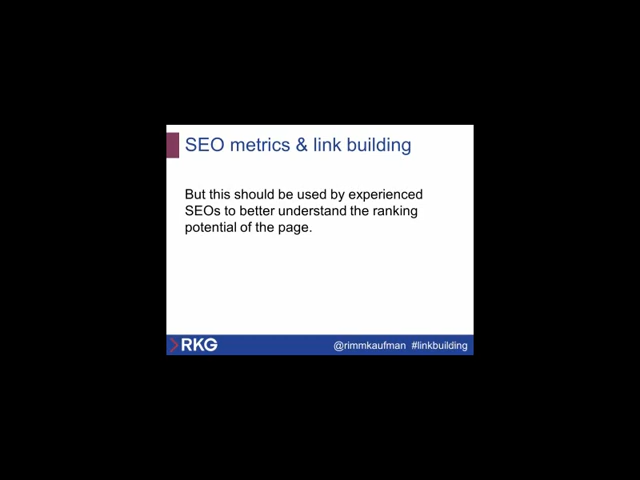 SEO metrics & link building
But this should be used by experienced
SEOs to better understand the ranking
potential of the page.
RKG
@rimmkaufman #linkbuilding